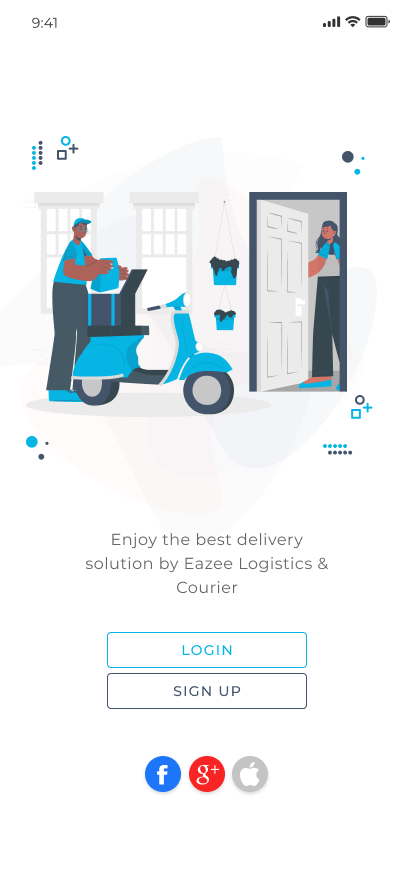 9:41
Enjoy the best delivery
solution by Eazee Logistics &
Courier
LOGIN
SIGN UP